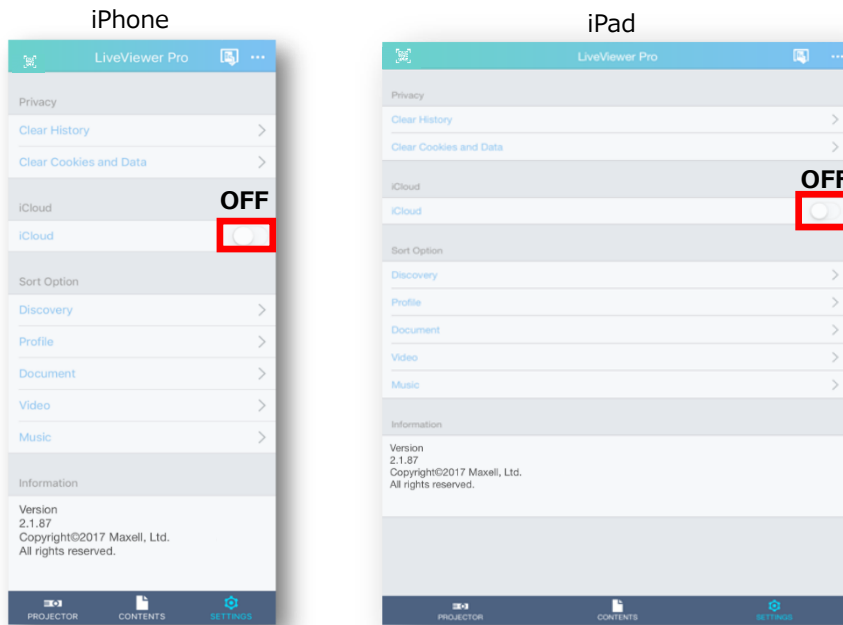 iPhone
LiveViewer Pro
Privacy
Clear History
Clear Cookies and Data
iCloud
OFF
iCloud
Sort Option
Discovery
Profile
Document
Video
Music
Information
Version
2.1.87
Copyright©2017 Maxell, Ltd.
All rights reserved.
PROJECTOR
CONTENTS
SETTINGS
iPad
LiveViewer Pro
Privacy
Clear History
Clear Cookies and Data
iCloud
OFF
iCloud
Sort Option
Discovery
Profile
Document
Video
Music
Information
Version
2.1.87
Copyright©2017 Maxell, Ltd.
All rights reserved.
PROJECTOR
CONTENTS
SETTINGS